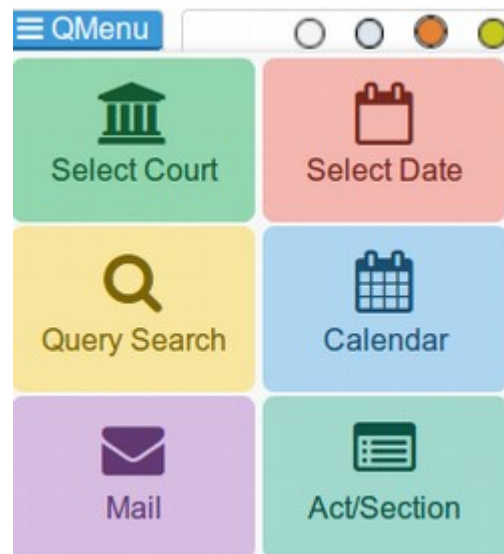 QMenu
Select Court
Select Date
Query Search
Calendar
Mail
Act/Section